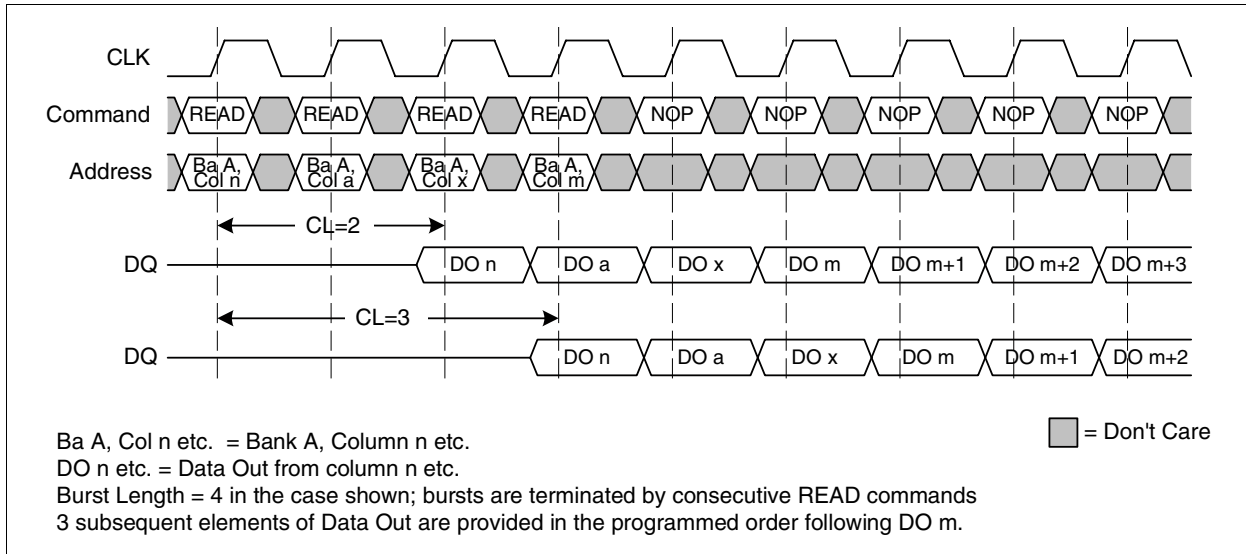 CLK
Command READ READ READ READ NOP NOP NOP NOP NOP
Address Ba A, Col n Ba A, Col a Ba A, Col x Ba A, Col m
CL=2
DQ DO n DO a DO x DO m DO m+1 DO m+2 DO m+3
CL=3
DQ DO n DO a DO x DO m DO m+1 DO m+2
Ba A, Col n etc. = Bank A, Column n etc.
= Don't Care
DO n etc. = Data Out from column n etc.
Burst Length = 4 in the case shown; bursts are terminated by consecutive READ commands
3 subsequent elements of Data Out are provided in the programmed order following DO m.